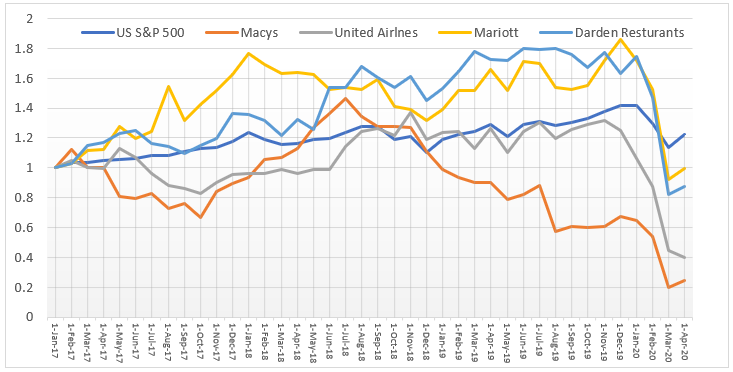 US S&P 500 Macys United Airlnes Mariott Darden Resturants
2
1.8
1.6
1.4
1.2
1
0.8
0.6
0.4
0.2
0
1-Jan-17
1-Feb-17
1-Mar-17
1-Apr-17
1-May-17
1-Jun-17
1-Jul-17
1-Aug-17
1-Sep-17
1-Oct-17
1-Nov-17
1-Dec-17
1-Jan-18
1-Feb-18
1-Mar-18
1-Apr-18
1-May-18
1-Jun-18
1-Jul-18
1-Aug-18
1-Sep-18
1-Oct-18
1-Nov-18
1-Dec-18
1-Jan-19
1-Feb-19
1-Mar-19
1-Apr-19
1-May-19
1-Jun-19
1-Jul-19
1-Aug-19
1-Sep-19
1-Oct-19
1-Nov-19
1-Dec-19
1-Jan-20
1-Feb-20
1-Mar-20
1-Apr-20